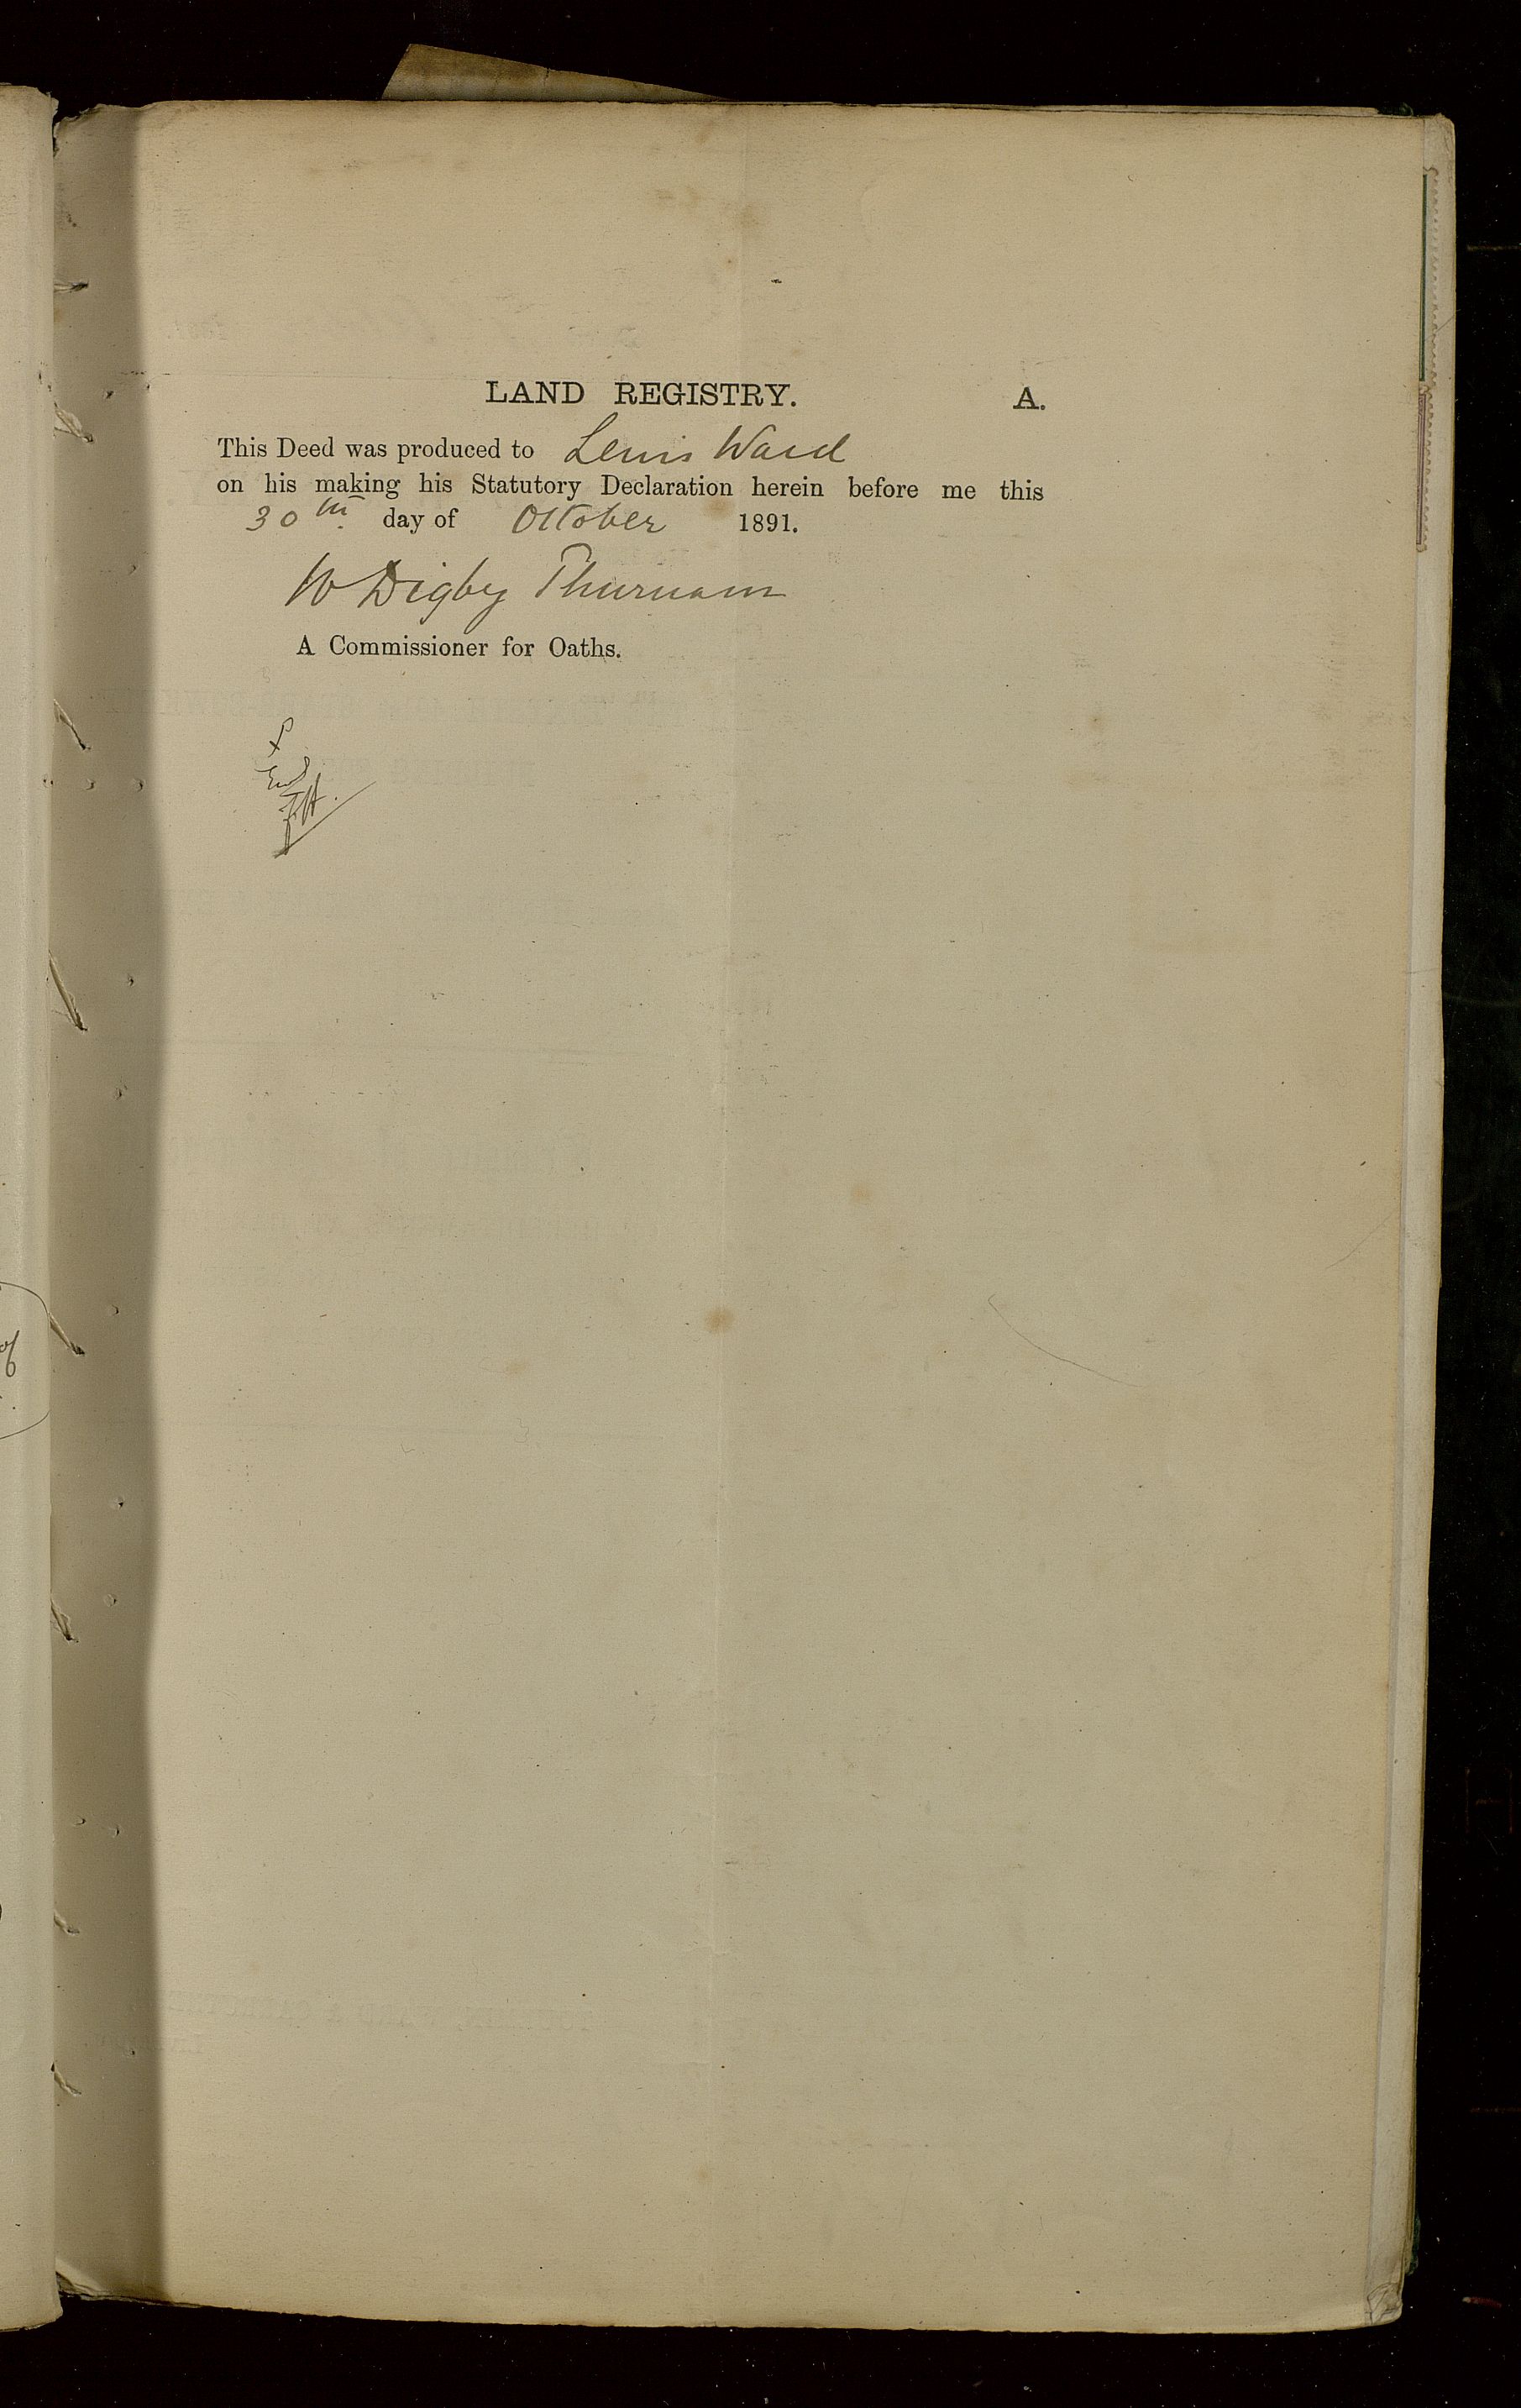 LAND REGISTRY. A.
This Deed was produced to Lewis Ward
on his making his Statutory Declaration herein before me this
30th day of October 1891.
W Digby Thurnam
A Commissioner for Oaths.